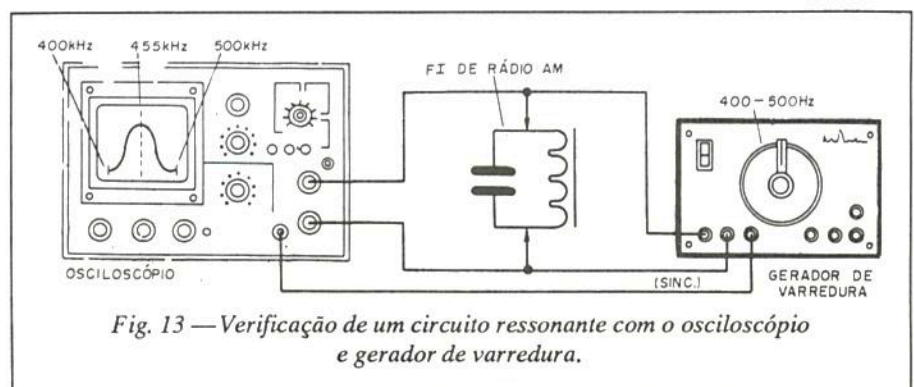 400kHz 455kHz 500kHz
FI DE RÁDIO AM
400-500Hz
OSCILOSCÓPIO
(SINC.)
GERADOR DE
VARREDURA
Fig. 13 — Verificação de um circuito ressonante com o osciloscópio
e gerador de varredura.